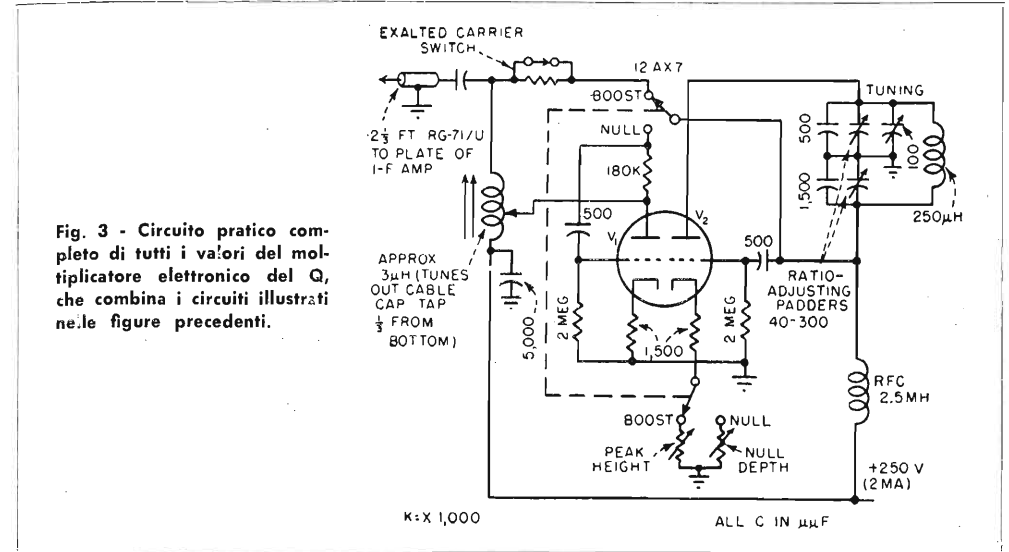 Fig. 3 - Circuito pratico com-
pleto di tutti i valori del mol-
tiplicatore elettronico del Q,
che combina i circuiti illustrati
nelle figure precedenti.
EXALTED CARRIER
SWITCH
12 AX7
BOOST
NULL
TUNING
2⅓ FT RG-71/U
TO PLATE OF
I-F AMP
180K
500
1,500
100
250μH
500
V1
V2
500
APPROX
3μH (TUNES
OUT CABLE
CAP TAP
⅓ FROM
BOTTOM)
5,000
2 MEG
1,500
2 MEG
RATIO-
ADJUSTING
PADDERS
40-300
RFC
2.5MH
BOOST
NULL
PEAK
HEIGHT
NULL
DEPTH
+250 V
(2MA)
K=X 1,000
ALL C IN μμF